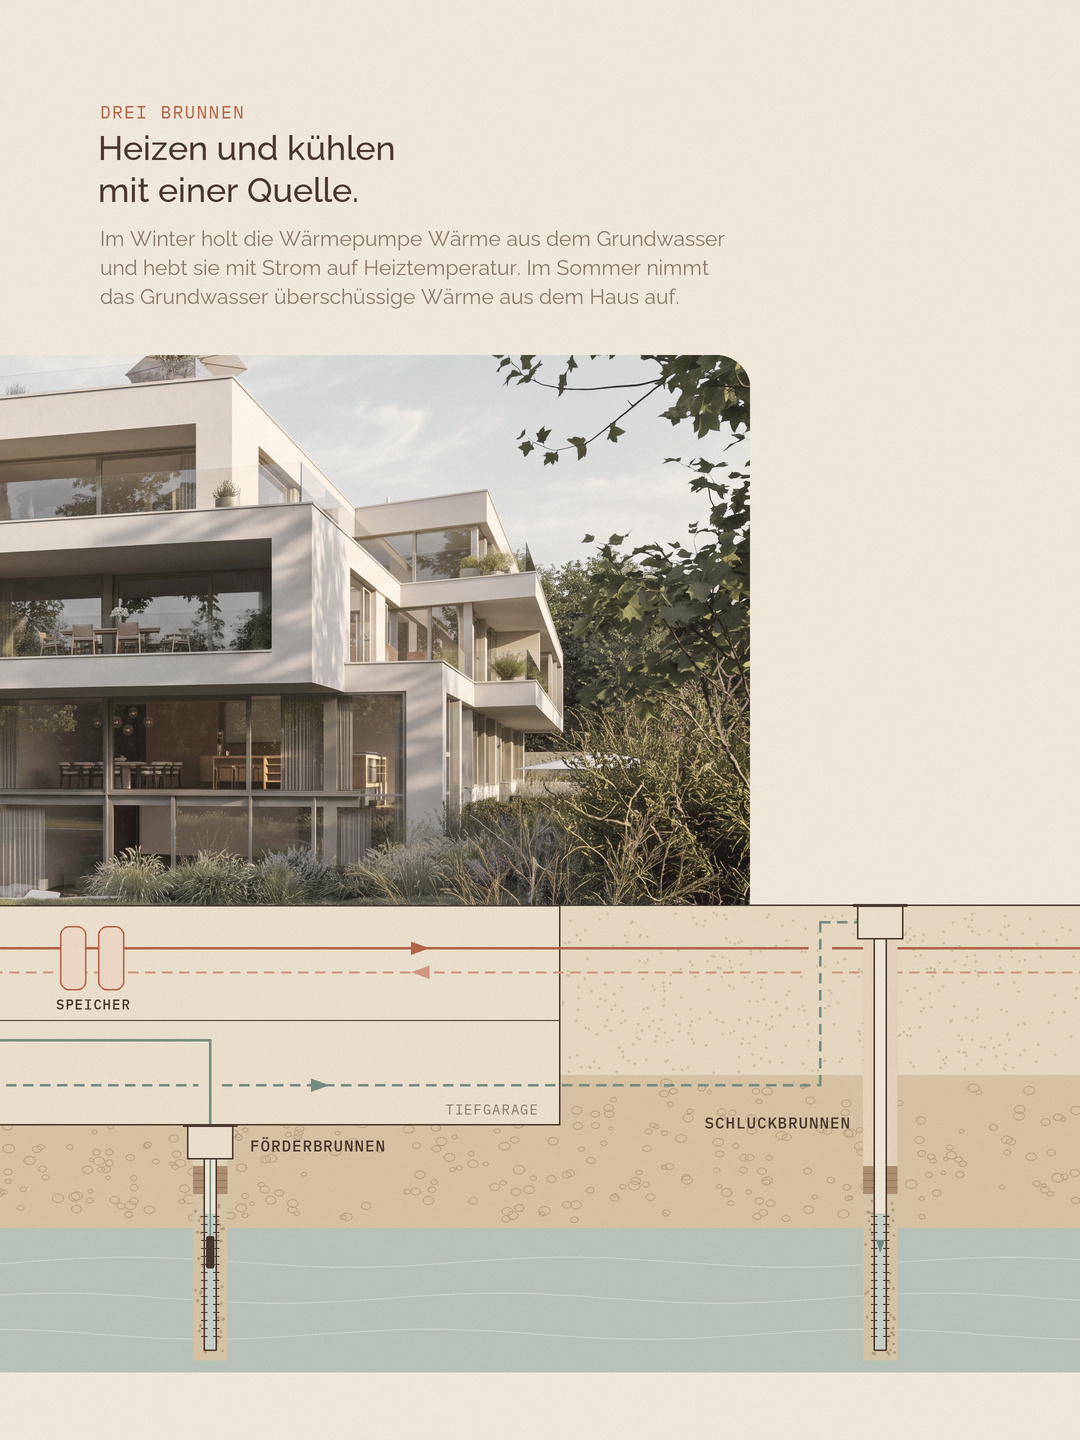 DREI BRUNNEN
Heizen und kühlen
mit einer Quelle.
Im Winter holt die Wärmepumpe Wärme aus dem Grundwasser
und hebt sie mit Strom auf Heiztemperatur. Im Sommer nimmt
das Grundwasser überschüssige Wärme aus dem Haus auf.
SPEICHER
TIEFGARAGE
SCHLUCKBRUNNEN
FÖRDERBRUNNEN